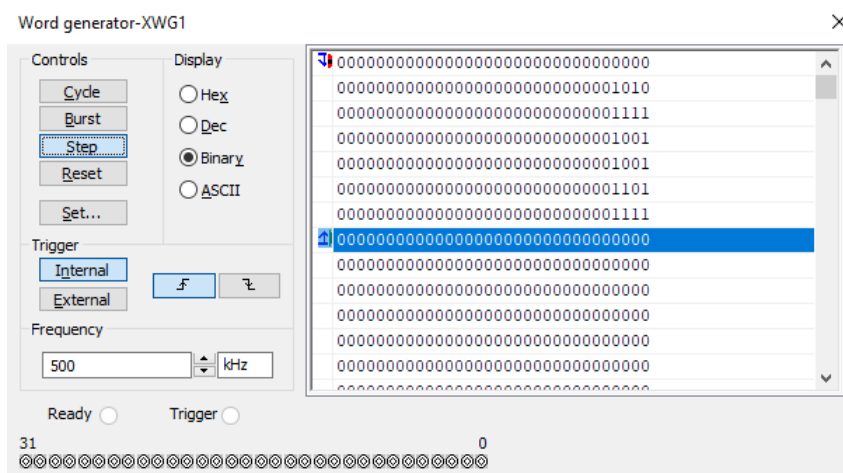 Word generator-XWG1
Controls
Cycle
Burst
Step
Reset
Set...
Display
Hex
Dec
Binary
ASCII
Trigger
Internal
External
Frequency
500
kHz
Ready
Trigger
31
0
00000000000000000000000000000000
00000000000000000000000000001010
00000000000000000000000000001111
00000000000000000000000000001001
00000000000000000000000000001001
00000000000000000000000000001101
00000000000000000000000000001111
00000000000000000000000000000000
00000000000000000000000000000000
00000000000000000000000000000000
00000000000000000000000000000000
00000000000000000000000000000000
00000000000000000000000000000000
00000000000000000000000000000000